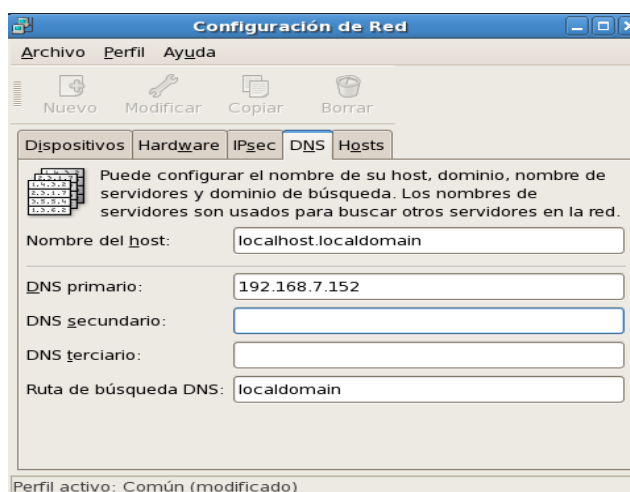 Configuración de Red
Archivo Perfil Ayuda
Nuevo Modificar Copiar Borrar
Dispositivos Hardware IPsec DNS Hosts
Puede configurar el nombre de su host, dominio, nombre de
servidores y dominio de búsqueda. Los nombres de
servidores son usados para buscar otros servidores en la red.
Nombre del host: localhost.localdomain
DNS primario: 192.168.7.152
DNS secundario:
DNS terciario:
Ruta de búsqueda DNS: localdomain
Perfil activo: Común (modificado)